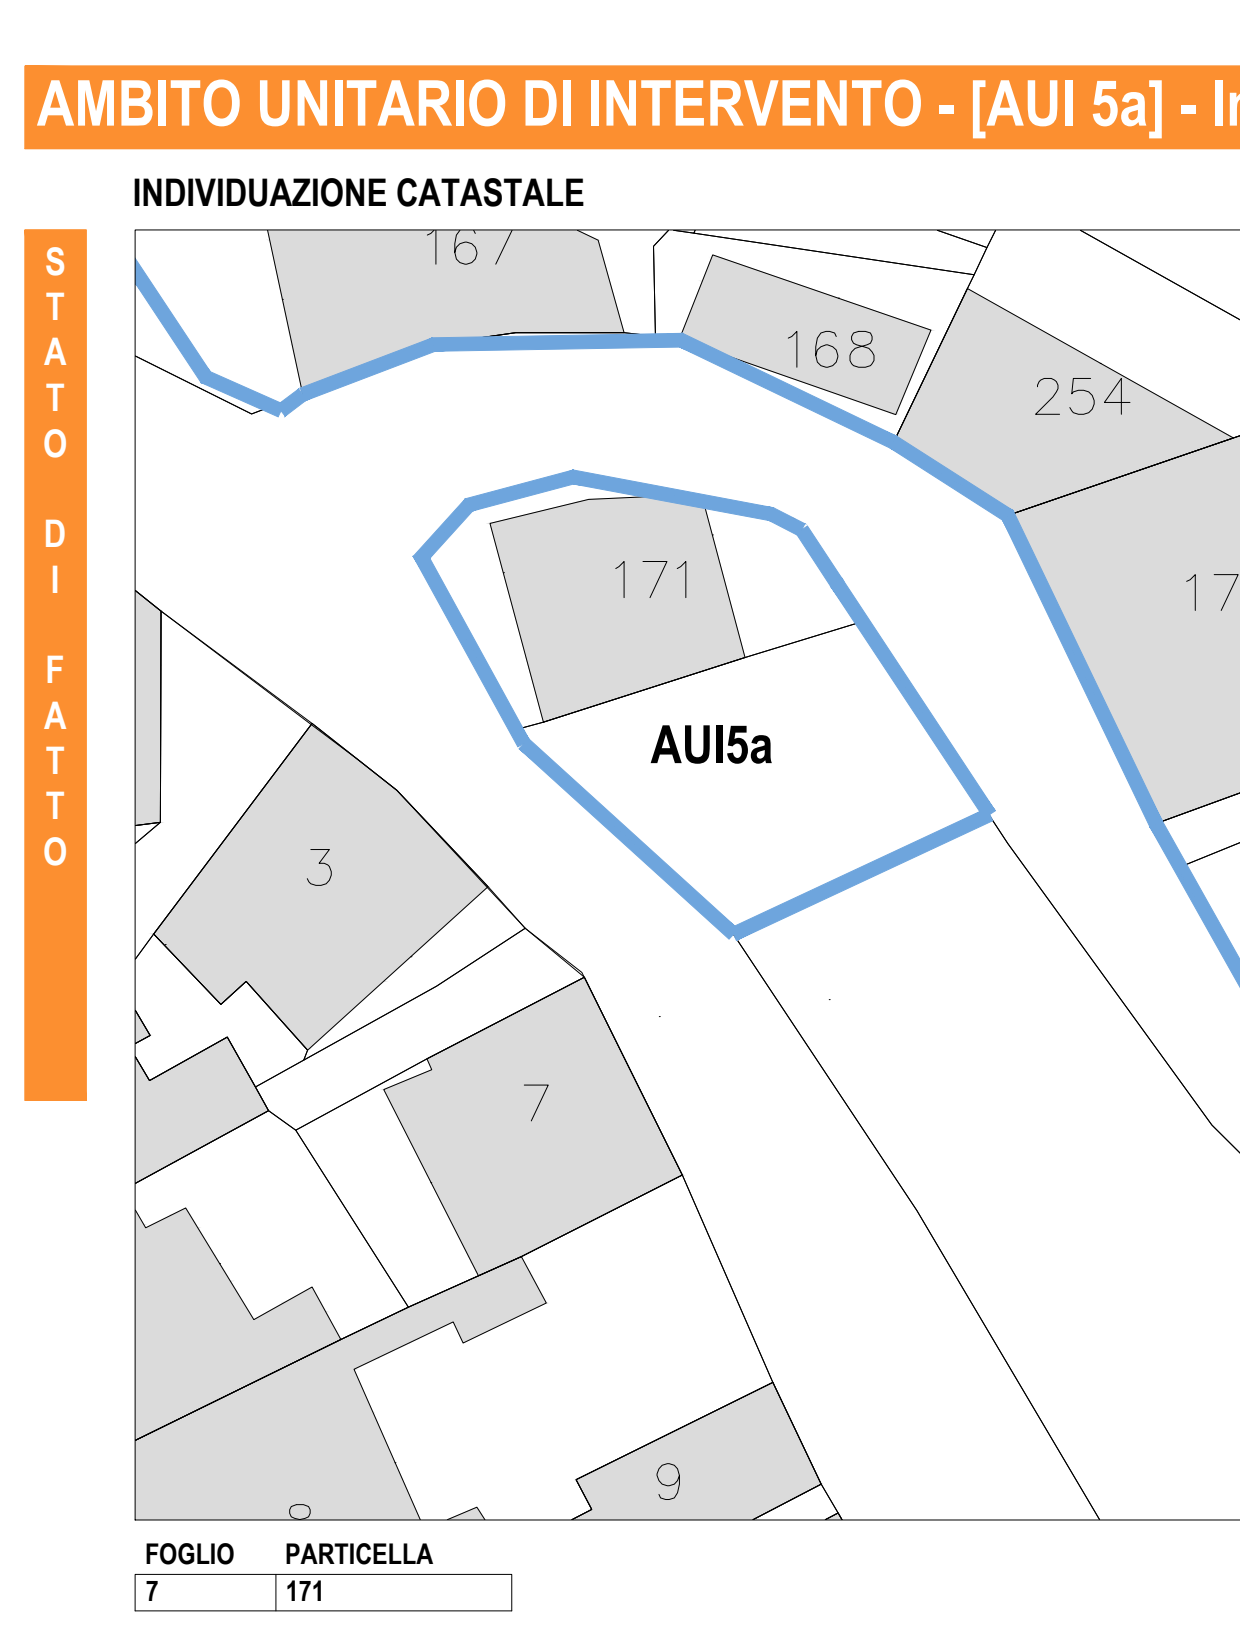 AMBITO UNITARIO DI INTERVENTO - [AUI 5a] - In
INDIVIDUAZIONE CATASTALE
STATO DI FATTO
167
168
254
171
17
AUI5a
3
7
9
FOGLIO PARTICELLA
7 171